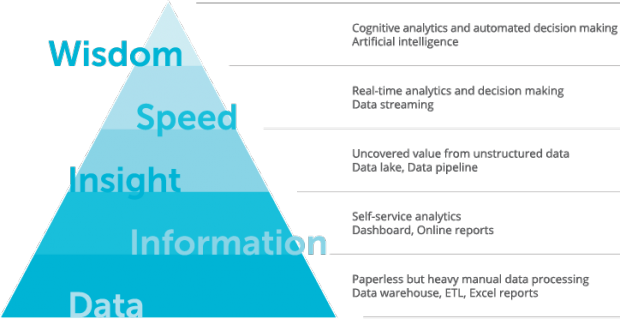 Wisdom
Cognitive analytics and automated decision making
Artificial intelligence
Speed
Real-time analytics and decision making
Data streaming
Insight
Uncovered value from unstructured data
Data lake, Data pipeline
Information
Self-service analytics
Dashboard, Online reports
Data
Paperless but heavy manual data processing
Data warehouse, ETL, Excel reports